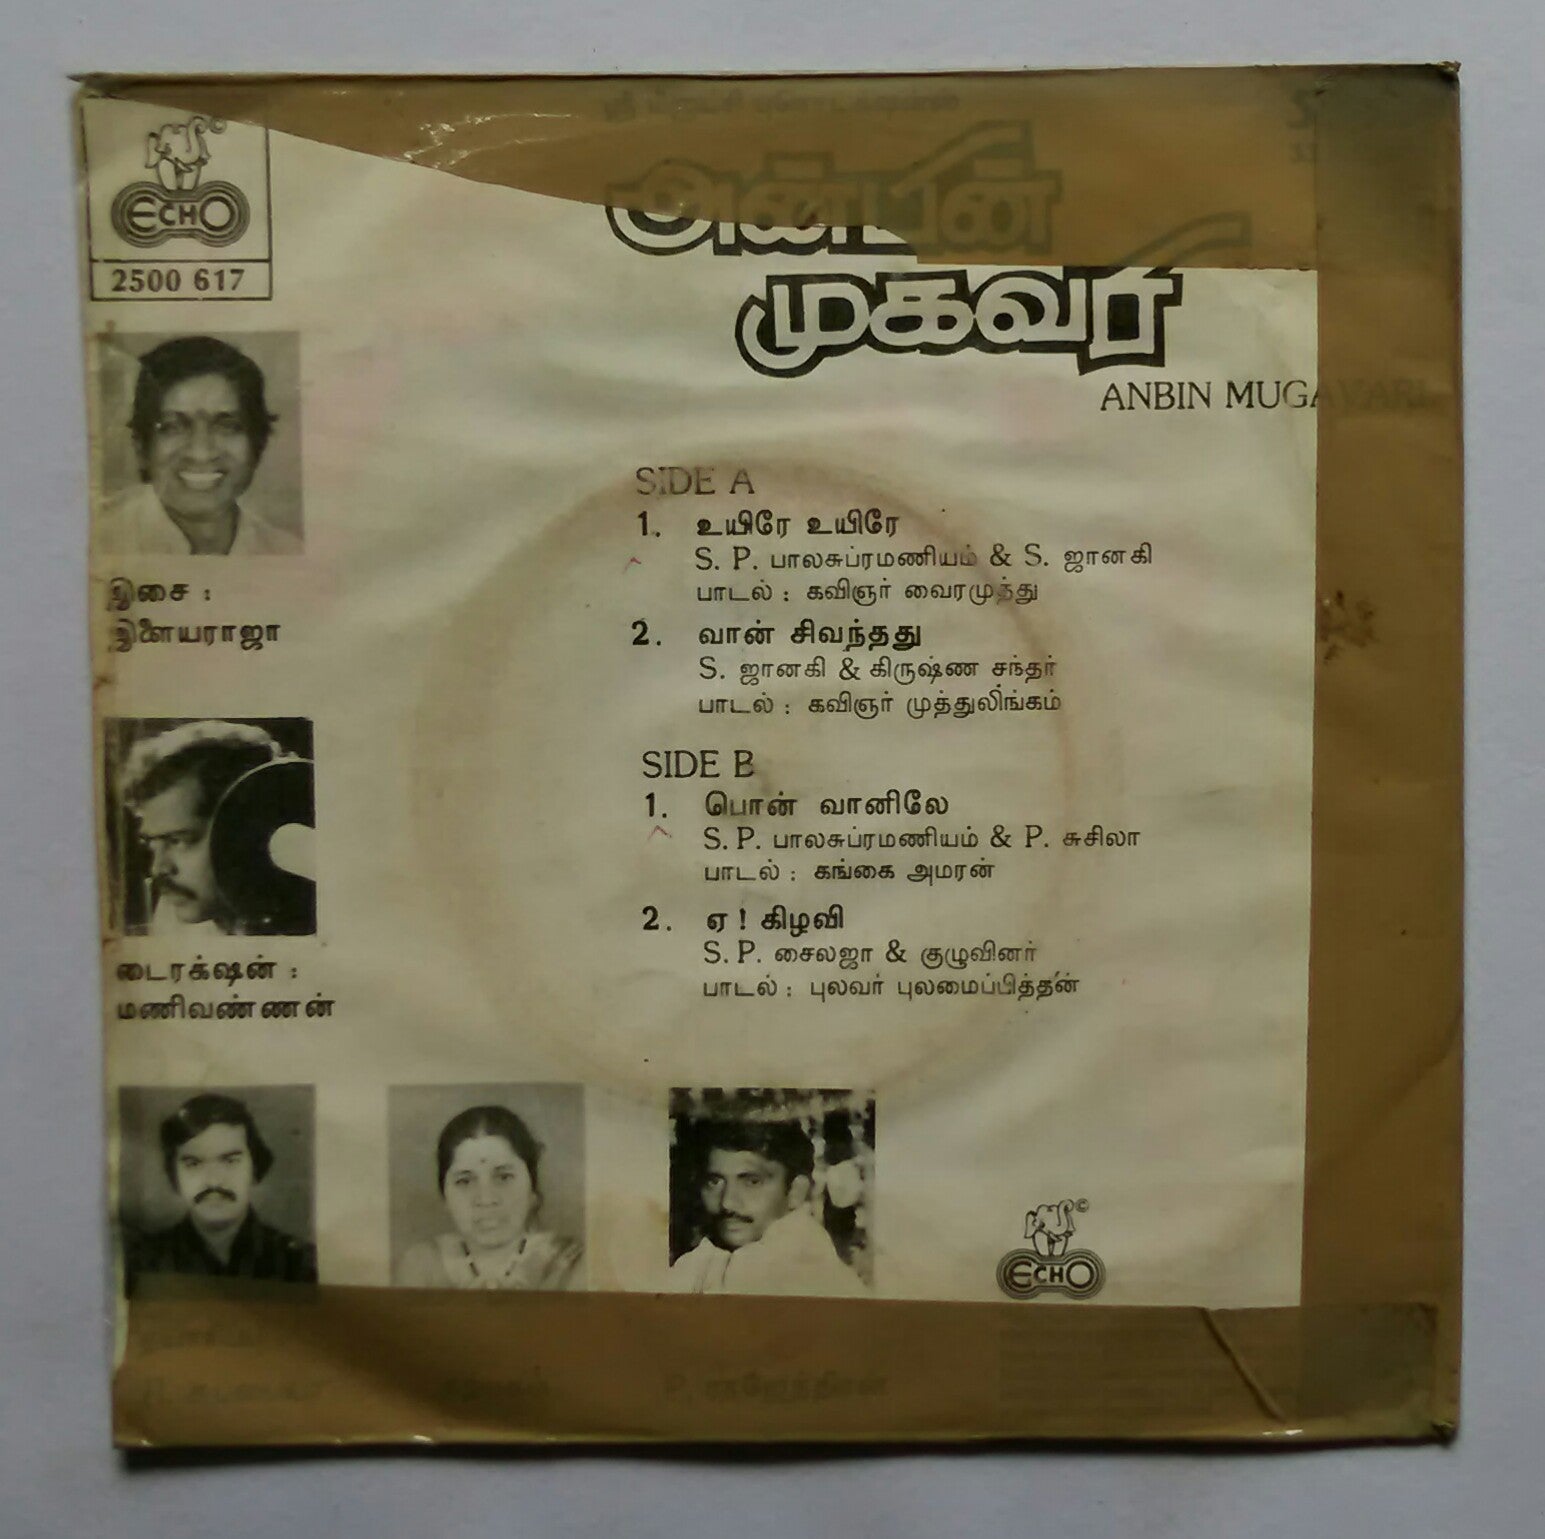 ECHO
2500 617
அன்பின்
முகவரி
ANBIN MUGAVARI
இசை :
இளையராஜா
டைரக்‌ஷன் :
மணிவண்ணன்
SIDE A
1. உயிரே உயிரே
S. P. பாலசுப்ரமணியம் & S. ஜானகி
பாடல் : கவிஞர் வைரமுத்து
2. வான் சிவந்தது
S. ஜானகி & கிருஷ்ண சந்தர்
பாடல் : கவிஞர் முத்துலிங்கம்
SIDE B
1. பொன் வானிலே
S. P. பாலசுப்ரமணியம் & P. சுசிலா
பாடல் : கங்கை அமரன்
2. ஏ ! கிழவி
S. P. சைலஜா & குழுவினர்
பாடல் : புலவர் புலமைப்பித்தன்
ECHO
P. ராஜேந்திரன்